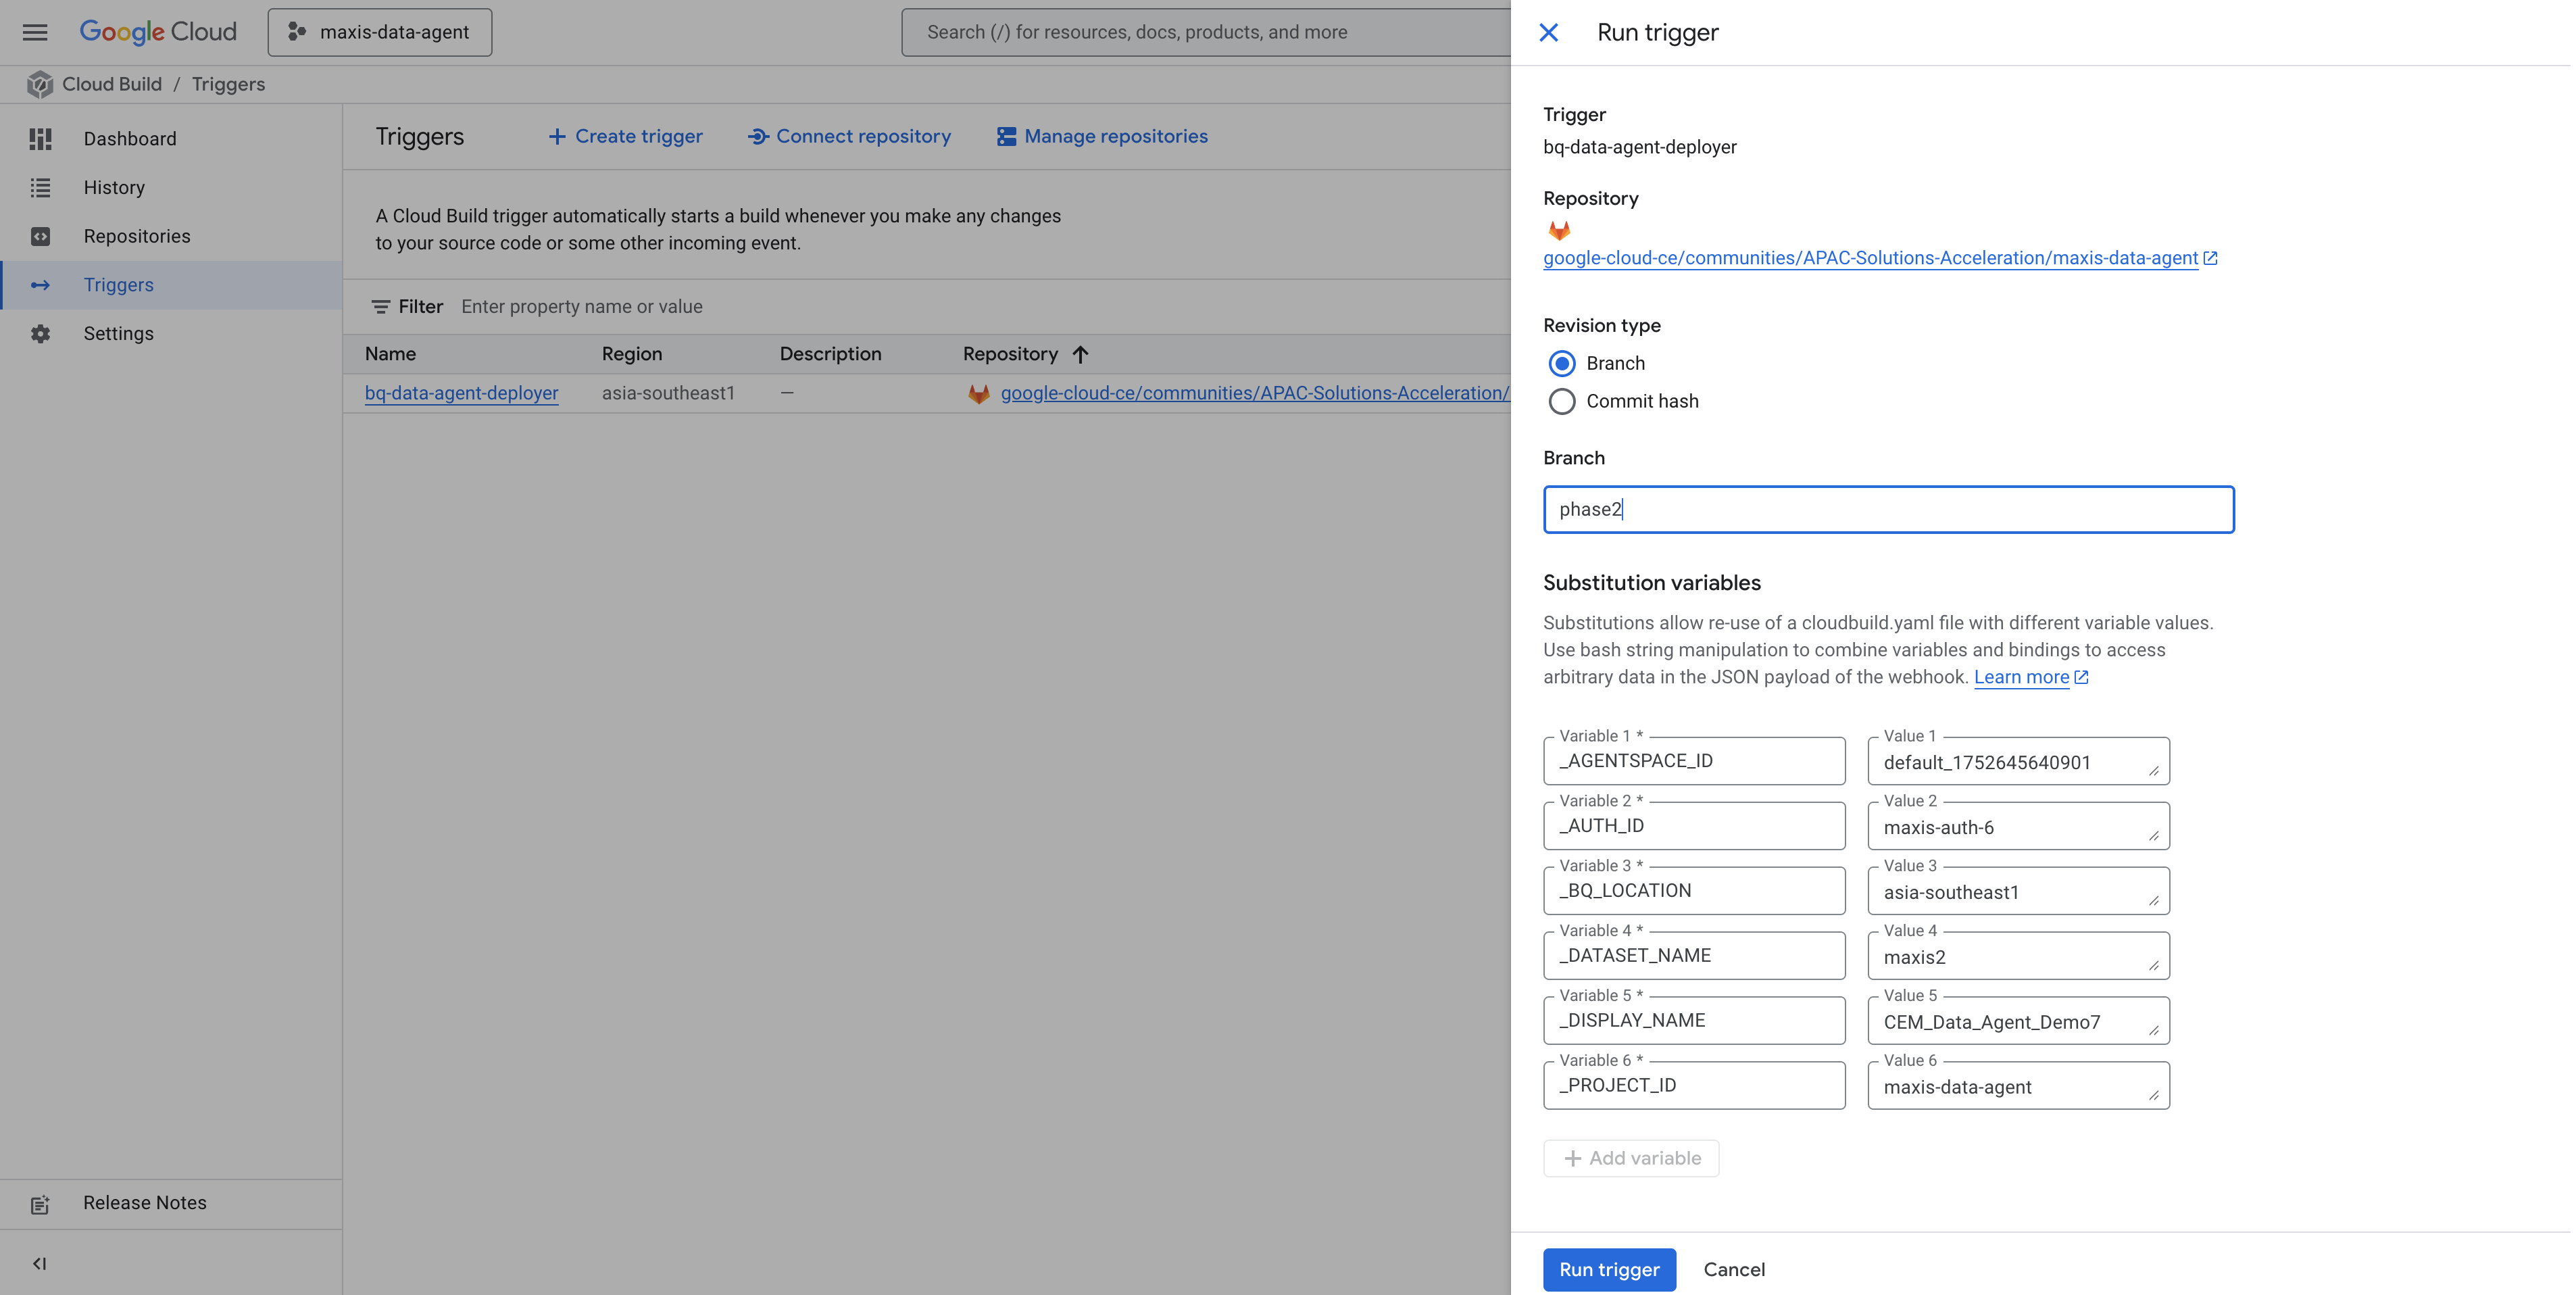 Google Cloud
maxis-data-agent
Search (/) for resources, docs, products, and more
Cloud Build / Triggers
Dashboard
History
Repositories
Triggers
Settings
Release Notes
Triggers
Create trigger
Connect repository
Manage repositories
A Cloud Build trigger automatically starts a build whenever you make any changes
to your source code or some other incoming event.
Filter Enter property name or value
Name Region Description Repository
bq-data-agent-deployer asia-southeast1 — google-cloud-ce/communities/APAC-Solutions-Acceleration/
Run trigger
Trigger
bq-data-agent-deployer
Repository
google-cloud-ce/communities/APAC-Solutions-Acceleration/maxis-data-agent
Revision type
Branch
Commit hash
Branch
phase2
Substitution variables
Substitutions allow re-use of a cloudbuild.yaml file with different variable values.
Use bash string manipulation to combine variables and bindings to access
arbitrary data in the JSON payload of the webhook. Learn more
Variable 1 * Value 1
_AGENTSPACE_ID default_1752645640901
Variable 2 * Value 2
_AUTH_ID maxis-auth-6
Variable 3 * Value 3
_BQ_LOCATION asia-southeast1
Variable 4 * Value 4
_DATASET_NAME maxis2
Variable 5 * Value 5
_DISPLAY_NAME CEM_Data_Agent_Demo7
Variable 6 * Value 6
_PROJECT_ID maxis-data-agent
Add variable
Run trigger Cancel